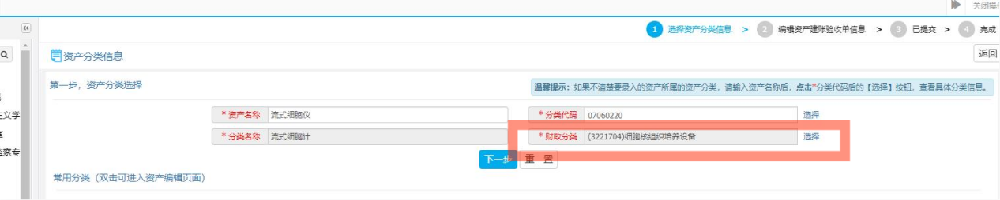 关闭操
1 选择资产分类信息 > 2 编辑资产建账验收单信息 > 3 已提交 > 4 完成
资产分类信息
返回
第一步，资产分类选择
温馨提示：如果不清楚要录入的资产所属的资产分类，请输入资产名称后，点击*分类代码后的【选择】按钮，查看具体分类信息。
主义学
* 资产名称 流式细胞仪 * 分类代码 07060220 选择
* 分类名称 流式细胞计 * 财政分类 (3221704)细胞核组织培养设备 选择
监察专
下一步 重 置
常用分类（双击可进入资产编辑页面）